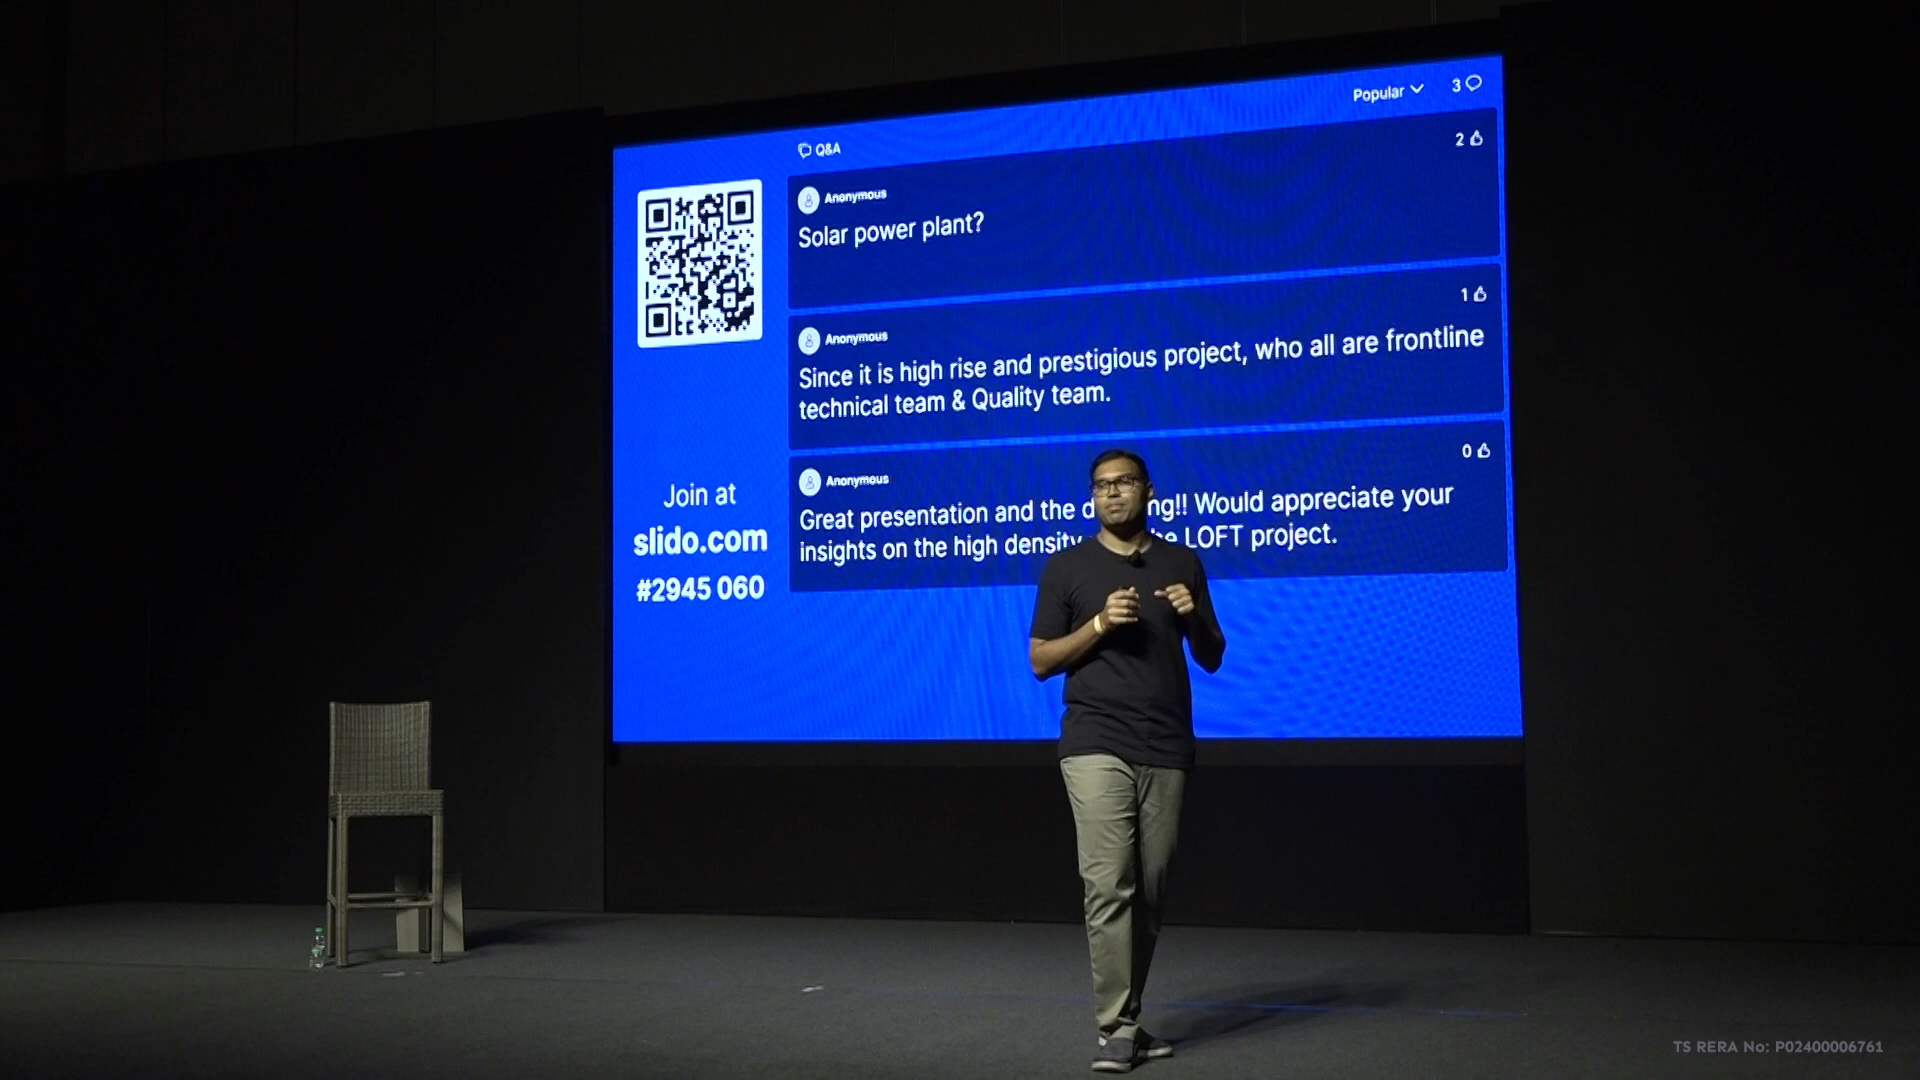 Popular
3
Q&A
2
Anonymous
Solar power plant?
1
Anonymous
Since it is high rise and prestigious project, who all are frontline
technical team & Quality team.
0
Anonymous
Great presentation and the ng!! Would appreciate your
insights on the high density LOFT project.
Join at
slido.com
#2945 060
TS RERA No: P02400006761